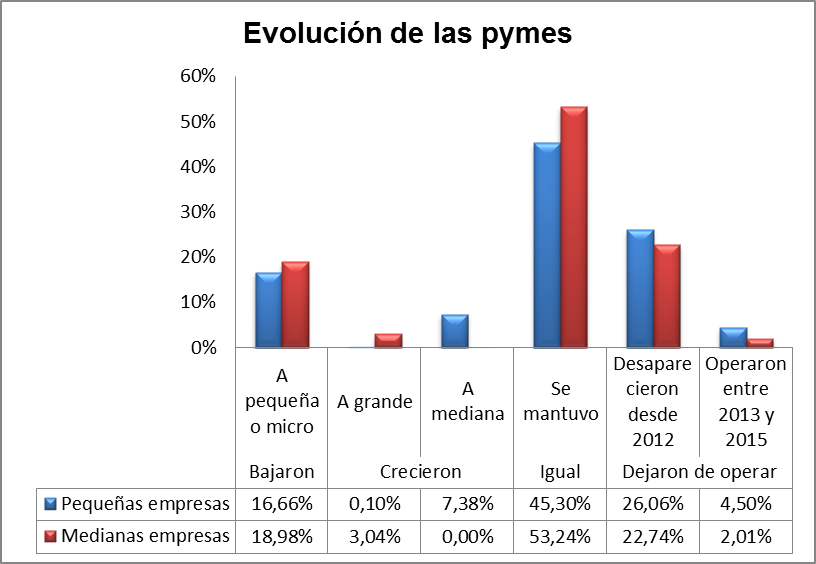 Evolución de las pymes
60%
50%
40%
30%
20%
10%
0%
A
pequeña
o micro
A grande
A
mediana
Se
mantuvo
Desapare
cieron
desde
2012
Operaron
entre
2013 y
2015
Bajaron
Crecieron
Igual
Dejaron de operar
Pequeñas empresas 16,66% 0,10% 7,38% 45,30% 26,06% 4,50%
Medianas empresas 18,98% 3,04% 0,00% 53,24% 22,74% 2,01%